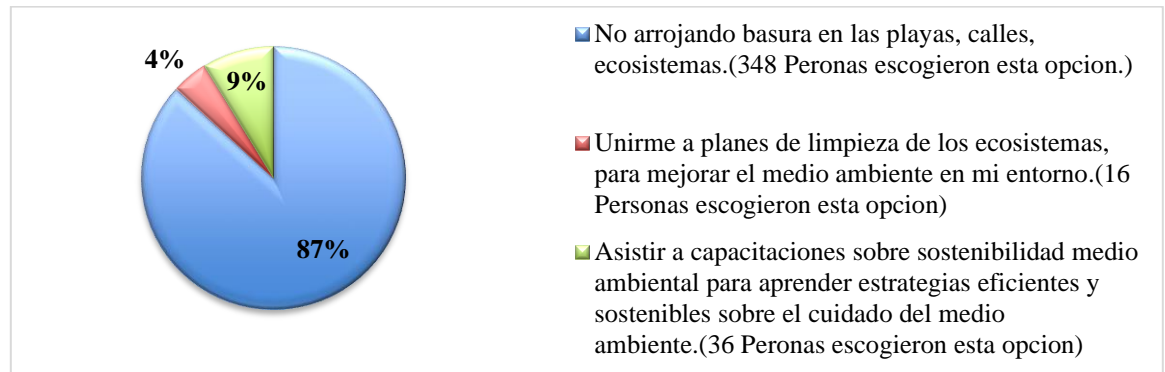 4%
9%
87%
No arrojando basura en las playas, calles,
ecosistemas.(348 Peronas escogieron esta opcion.)
Unirme a planes de limpieza de los ecosistemas,
para mejorar el medio ambiente en mi entorno.(16
Personas escogieron esta opcion)
Asistir a capacitaciones sobre sostenibilidad medio
ambiental para aprender estrategias eficientes y
sostenibles sobre el cuidado del medio
ambiente.(36 Peronas escogieron esta opcion)